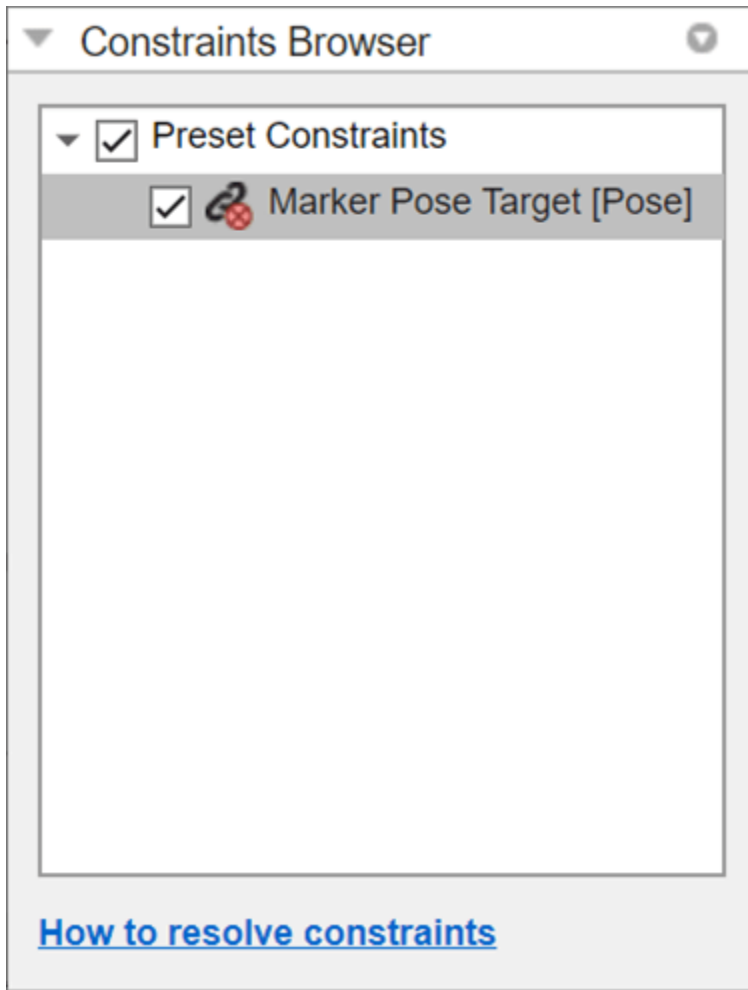 Constraints Browser
Preset Constraints
Marker Pose Target [Pose]
How to resolve constraints